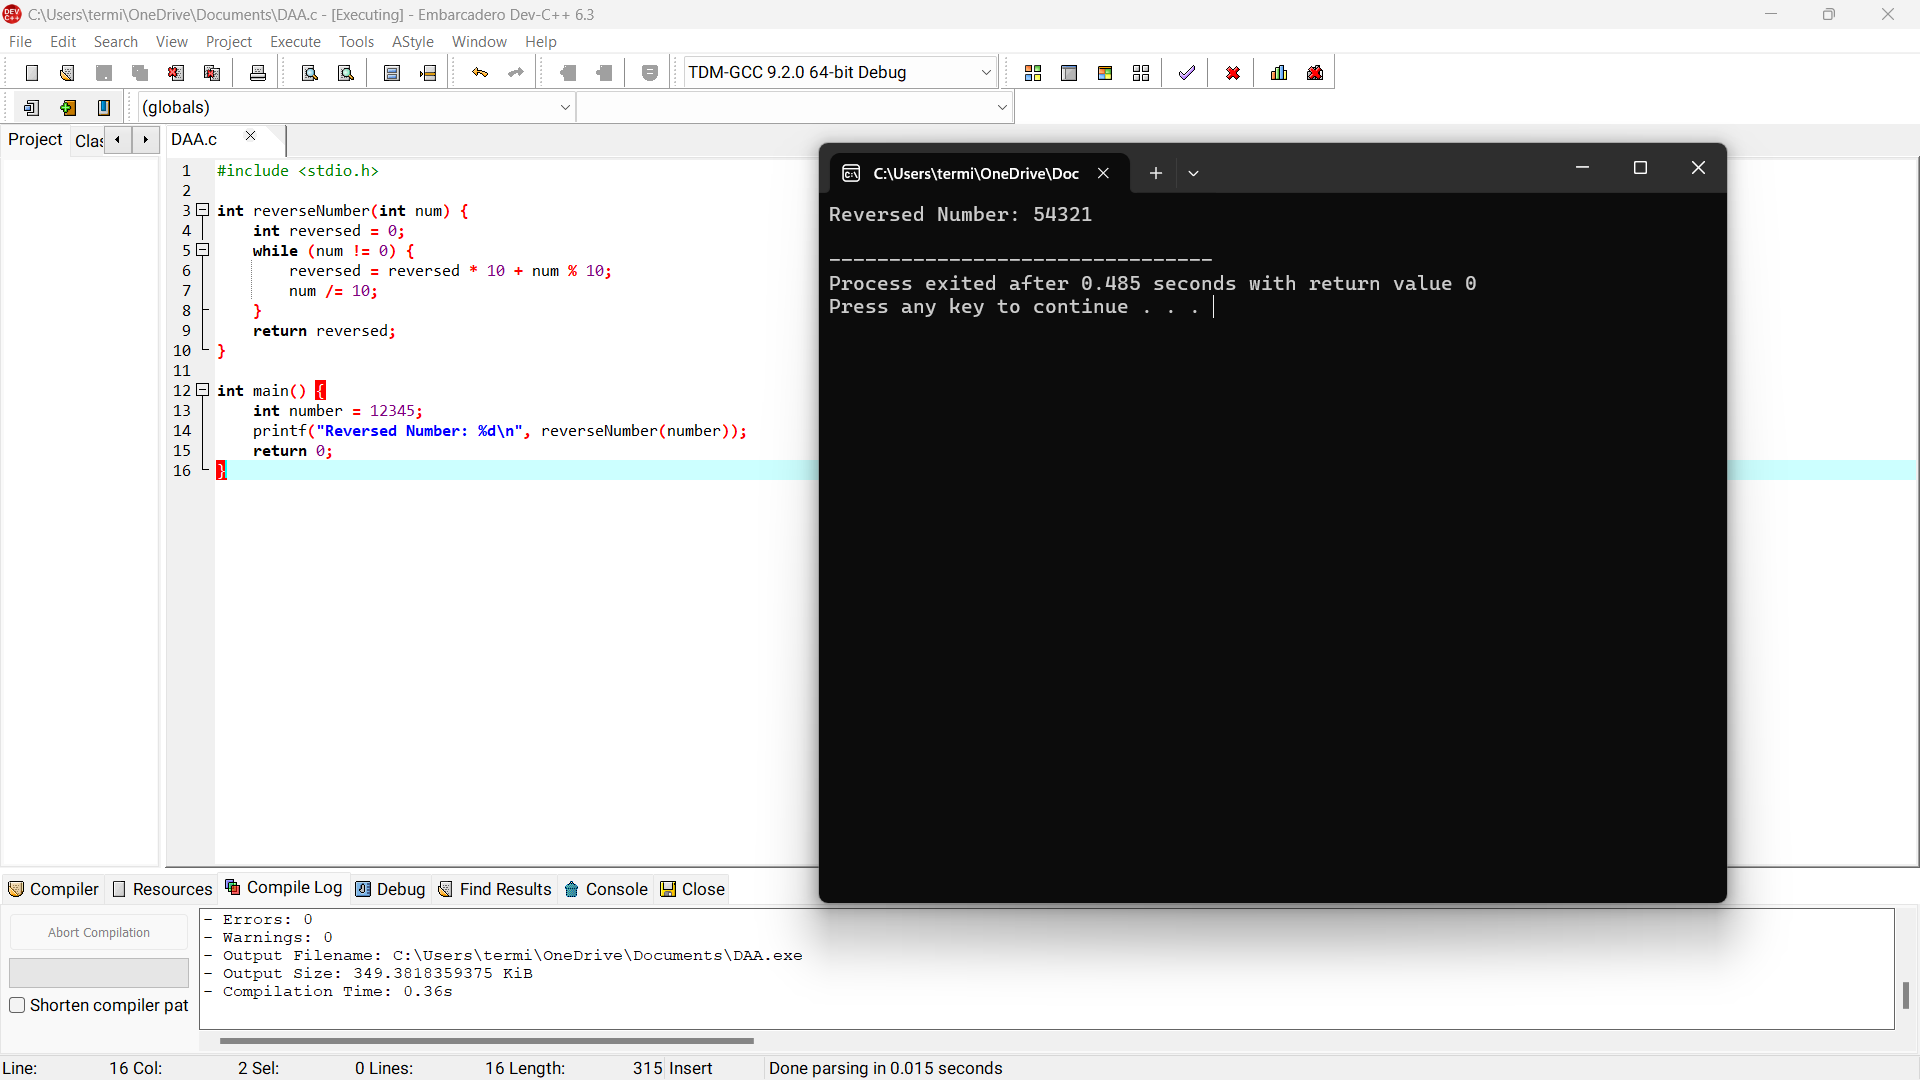 C:\Users\termi\OneDrive\Documents\DAA.c - [Executing] - Embarcadero Dev-C++ 6.3
File Edit Search View Project Execute Tools AStyle Window Help
TDM-GCC 9.2.0 64-bit Debug
(globals)
Project Clas
DAA.c
1 #include <stdio.h>
2
3 int reverseNumber(int num) {
4     int reversed = 0;
5     while (num != 0) {
6         reversed = reversed * 10 + num % 10;
7         num /= 10;
8     }
9     return reversed;
10 }
11
12 int main() {
13     int number = 12345;
14     printf("Reversed Number: %d\n", reverseNumber(number));
15     return 0;
16 }
C:\Users\termi\OneDrive\Doc
Reversed Number: 54321
--------------------------------
Process exited after 0.485 seconds with return value 0
Press any key to continue . . .
Compiler Resources Compile Log Debug Find Results Console Close
Abort Compilation
Shorten compiler pat
- Errors: 0
- Warnings: 0
- Output Filename: C:\Users\termi\OneDrive\Documents\DAA.exe
- Output Size: 349.3818359375 KiB
- Compilation Time: 0.36s
Line: 16 Col: 2 Sel: 0 Lines: 16 Length: 315 Insert Done parsing in 0.015 seconds